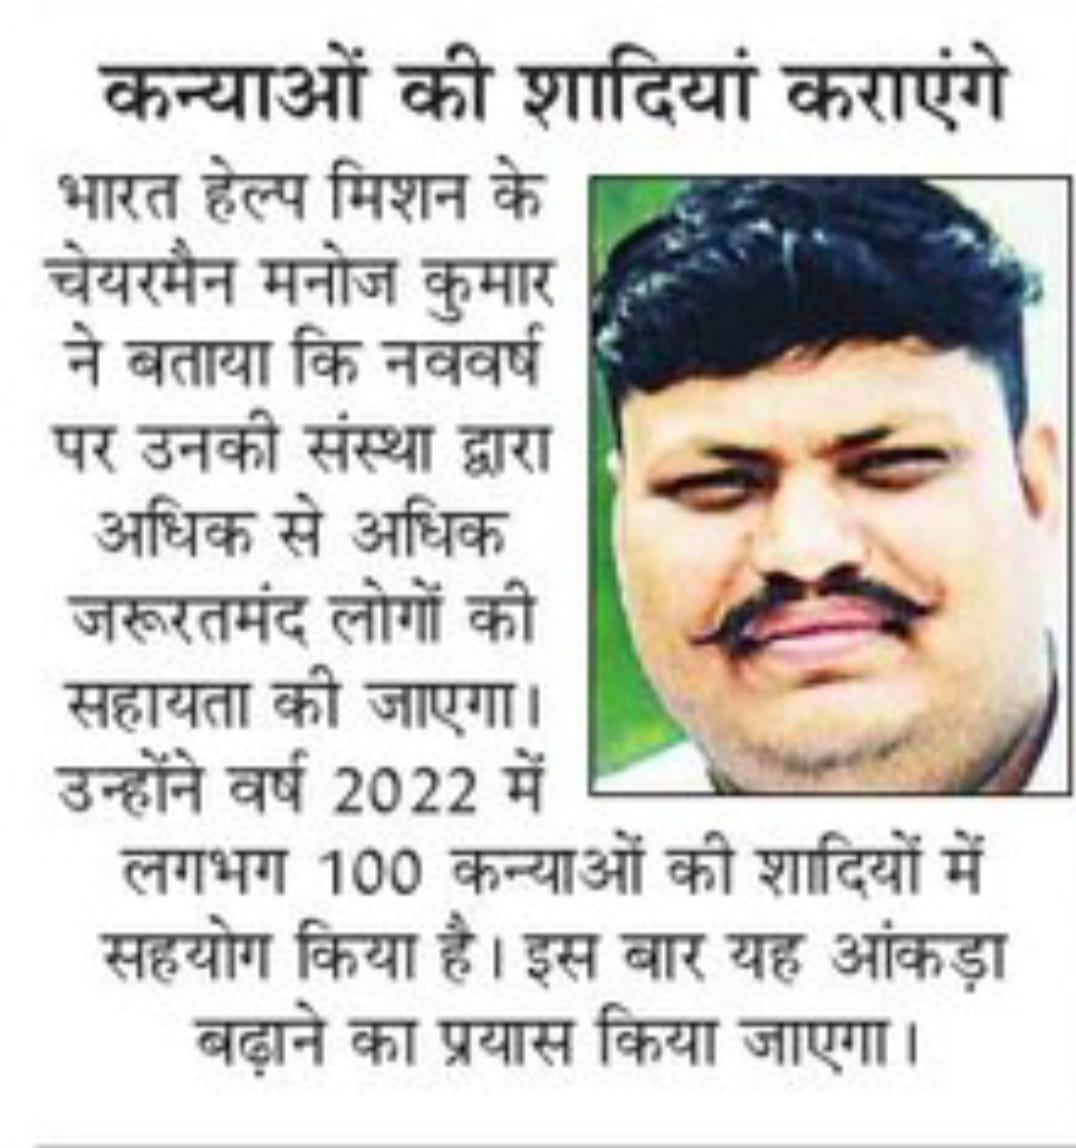 कन्याओं की शादियां कराएंगे
भारत हेल्प मिशन के
चेयरमैन मनोज कुमार
ने बताया कि नववर्ष
पर उनकी संस्था द्वारा
अधिक से अधिक
जरूरतमंद लोगों की
सहायता की जाएगा।
उन्होंने वर्ष 2022 में
लगभग 100 कन्याओं की शादियों में
सहयोग किया है। इस बार यह आंकड़ा
बढ़ाने का प्रयास किया जाएगा।